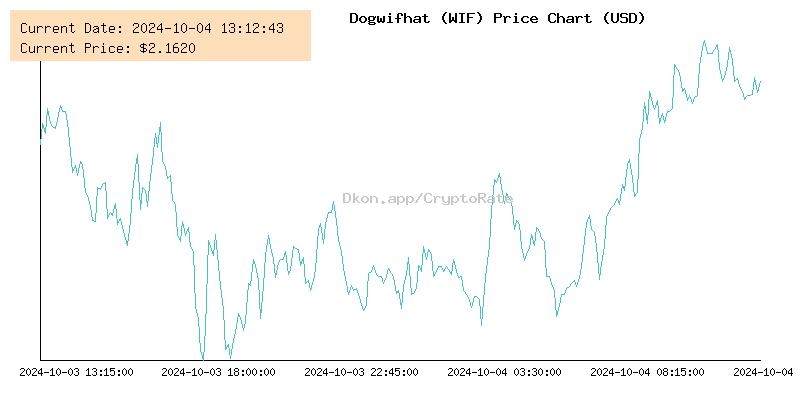 Dogwifhat (WIF) Price Chart (USD)
Current Date: 2024-10-04 13:12:43
Current Price: $2.1620
Dkon.app/CryptoRate
2024-10-03 13:15:00 2024-10-03 18:00:00 2024-10-03 22:45:00 2024-10-04 03:30:00 2024-10-04 08:15:00 2024-10-04